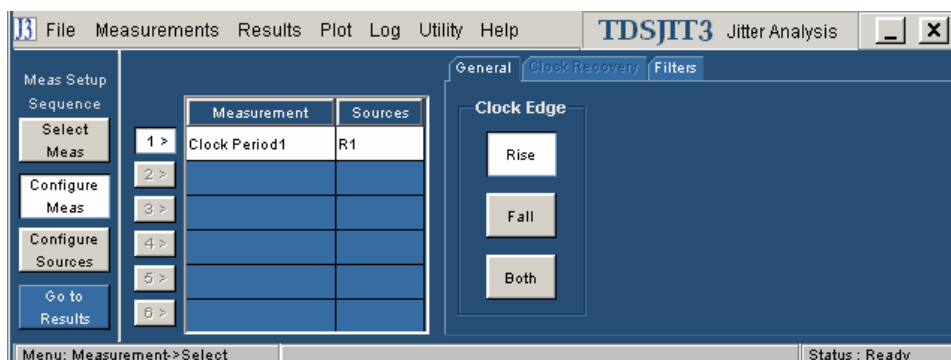 J3 File Measurements Results Plot Log Utility Help TDSJIT3 Jitter Analysis
Meas Setup
Sequence
Select
Meas
Configure
Meas
Configure
Sources
Go to
Results
Measurement Sources
1 > Clock Period1 R1
2 >
3 >
4 >
5 >
6 >
General Clock Recovery Filters
Clock Edge
Rise
Fall
Both
Menu: Measurement->Select Status : Ready